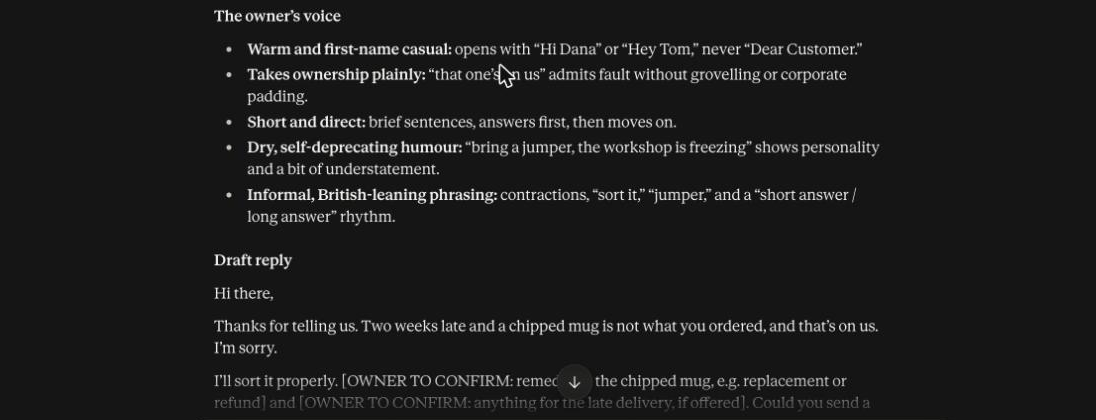 The owner's voice
• Warm and first-name casual: opens with “Hi Dana” or “Hey Tom,” never “Dear Customer.”
• Takes ownership plainly: “that one's on us” admits fault without grovelling or corporate
padding.
• Short and direct: brief sentences, answers first, then moves on.
• Dry, self-deprecating humour: “bring a jumper, the workshop is freezing” shows personality
and a bit of understatement.
• Informal, British-leaning phrasing: contractions, “sort it,” “jumper,” and a “short answer /
long answer” rhythm.
Draft reply
Hi there,
Thanks for telling us. Two weeks late and a chipped mug is not what you ordered, and that's on us.
I'm sorry.
I'll sort it properly. [OWNER TO CONFIRM: the chipped mug, e.g. replacement or
refund] and [OWNER TO CONFIRM: anything for the late delivery, if offered]. Could you send a